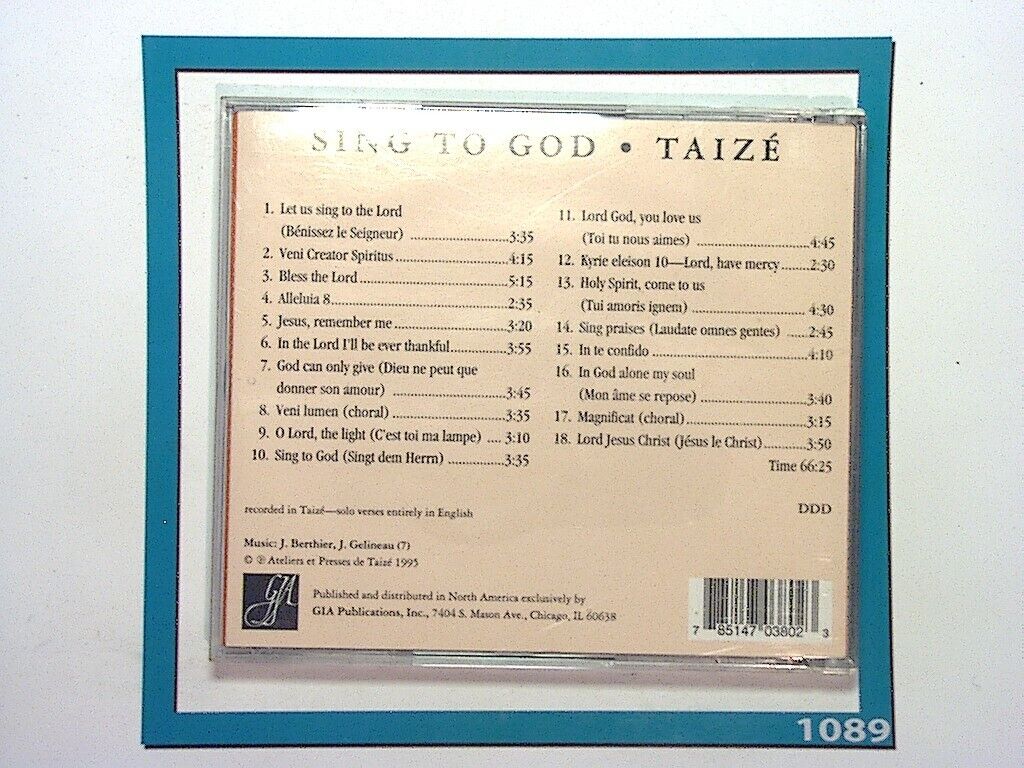 SING TO GOD • TAIZÉ
1. Let us sing to the Lord
(Bénissez le Seigneur) ........................3:35
2. Veni Creator Spiritus............................4:15
3. Bless the Lord.....................................5:15
4. Alleluia 8.............................................2:35
5. Jesus, remember me............................3:20
6. In the Lord I'll be ever thankful...............3:55
7. God can only give (Dieu ne peut que
donner son amour) ...........................3:45
8. Veni lumen (choral) ............................3:35
9. O Lord, the light (C'est toi ma lampe) .... 3:10
10. Sing to God (Singt dem Herrn) ..............3:35
11. Lord God, you love us
(Toi tu nous aimes) ...........................4:45
12. Kyrie eleison 10—Lord, have mercy.......2:30
13. Holy Spirit, come to us
(Tui amoris ignem) ............................ 4:30
14. Sing praises (Laudate omnes gentes) .....2:45
15. In te confido ......................................4:10
16. In God alone my soul
(Mon âme se repose) ..........................3:40
17. Magnificat (choral)..............................3:15
18. Lord Jesus Christ (Jésus le Christ)..........3:50
Time 66:25
recorded in Taizé—solo verses entirely in English
DDD
Music: J. Berthier, J. Gelineau (7)
© ℗ Ateliers et Presses de Taizé 1995
GIA
Published and distributed in North America exclusively by
GIA Publications, Inc., 7404 S. Mason Ave., Chicago, IL 60638
7 85147 03802 3
1089